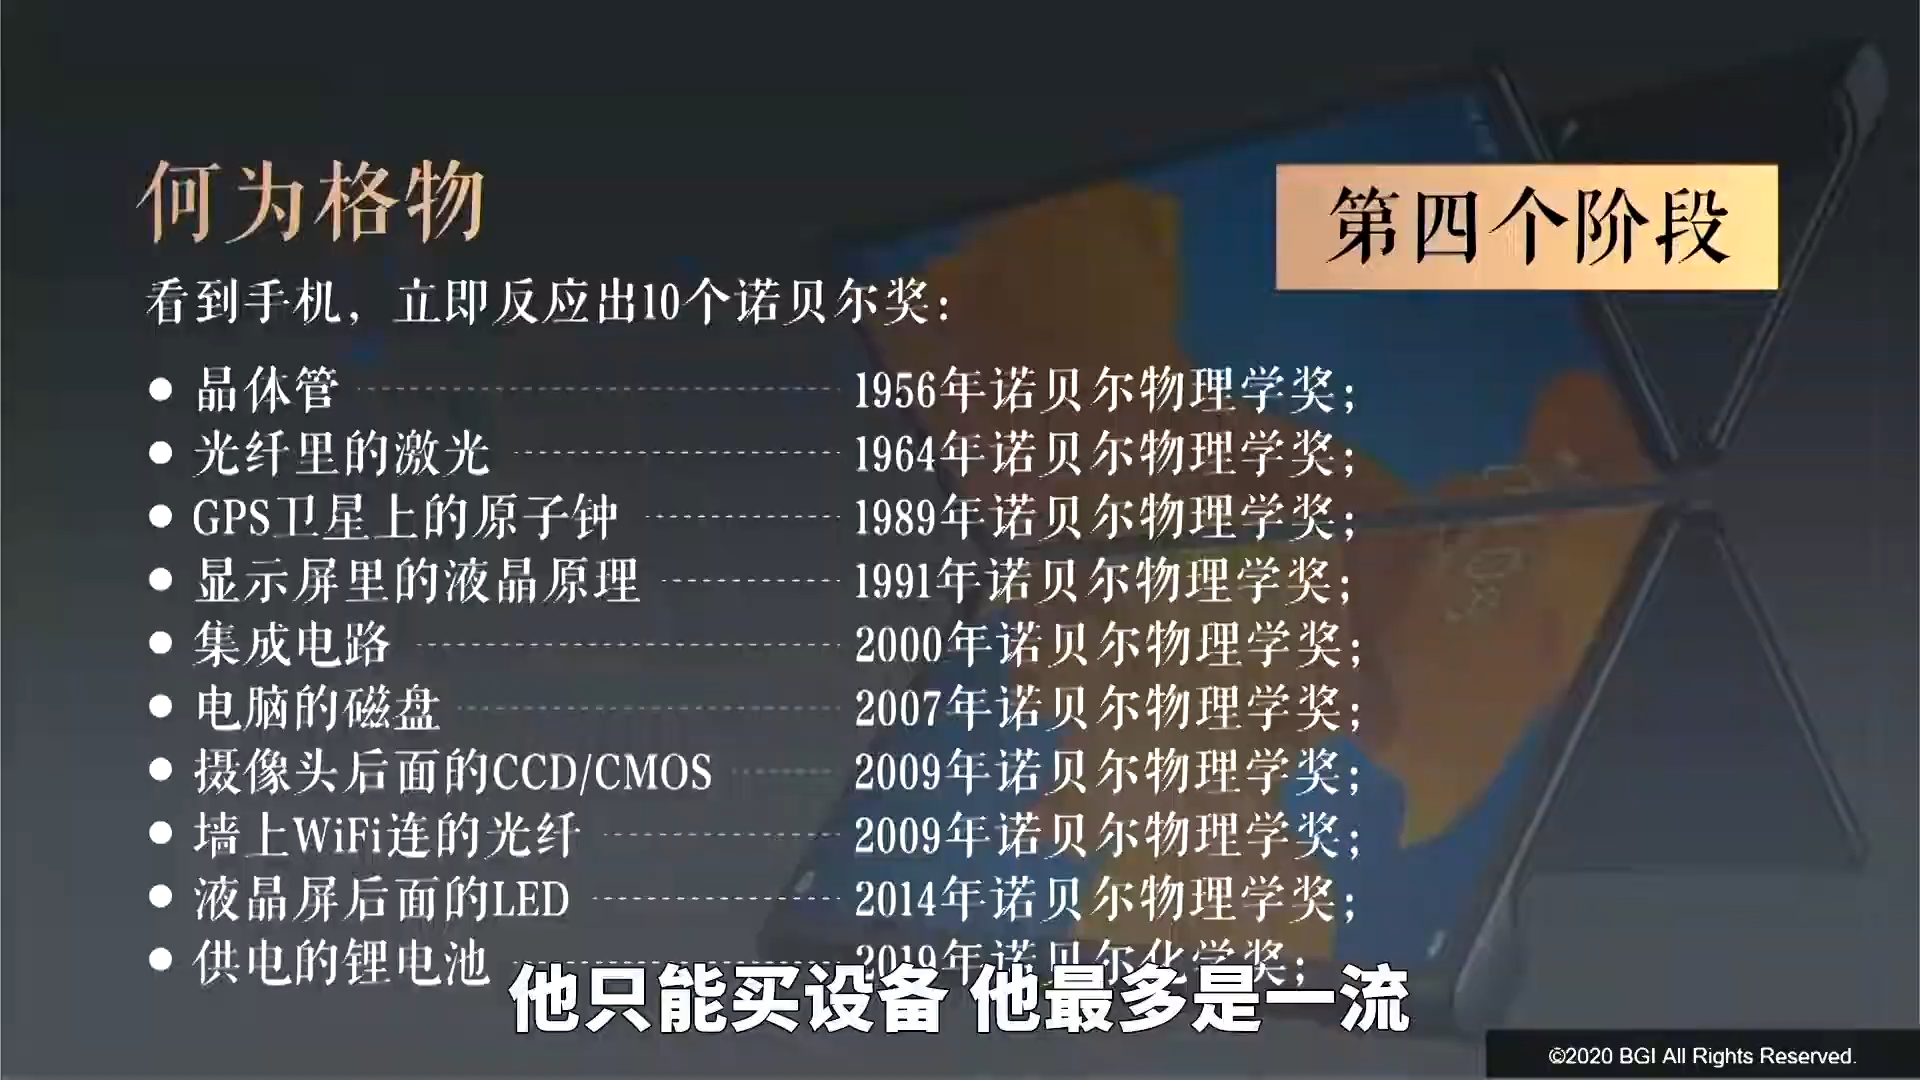 何为格物
第四个阶段
看到手机，立即反应出10个诺贝尔奖：
● 晶体管 1956年诺贝尔物理学奖；
● 光纤里的激光 1964年诺贝尔物理学奖；
● GPS卫星上的原子钟 1989年诺贝尔物理学奖；
● 显示屏里的液晶原理 1991年诺贝尔物理学奖；
● 集成电路 2000年诺贝尔物理学奖；
● 电脑的磁盘 2007年诺贝尔物理学奖；
● 摄像头后面的CCD/CMOS 2009年诺贝尔物理学奖；
● 墙上WiFi连的光纤 2009年诺贝尔物理学奖；
● 液晶屏后面的LED 2014年诺贝尔物理学奖；
● 供电的锂电池 2019年诺贝尔化学奖；
他只能买设备 他最多是一流
©2020 BGI All Rights Reserved.